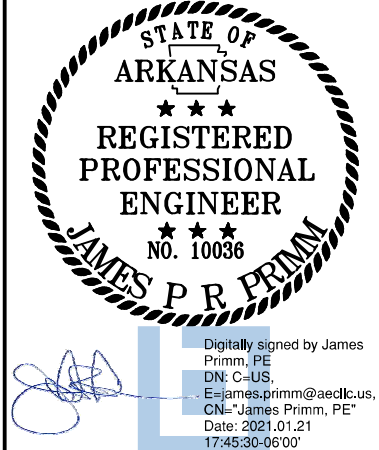 STATE OF
ARKANSAS
★ ★ ★
REGISTERED
PROFESSIONAL
ENGINEER
★ ★ ★
NO. 10036
JAMES P R PRIMM
Digitally signed by James
Primm, PE
DN: C=US,
E=james.primm@aecllc.us,
CN="James Primm, PE"
Date: 2021.01.21
17:45:30-06'00'